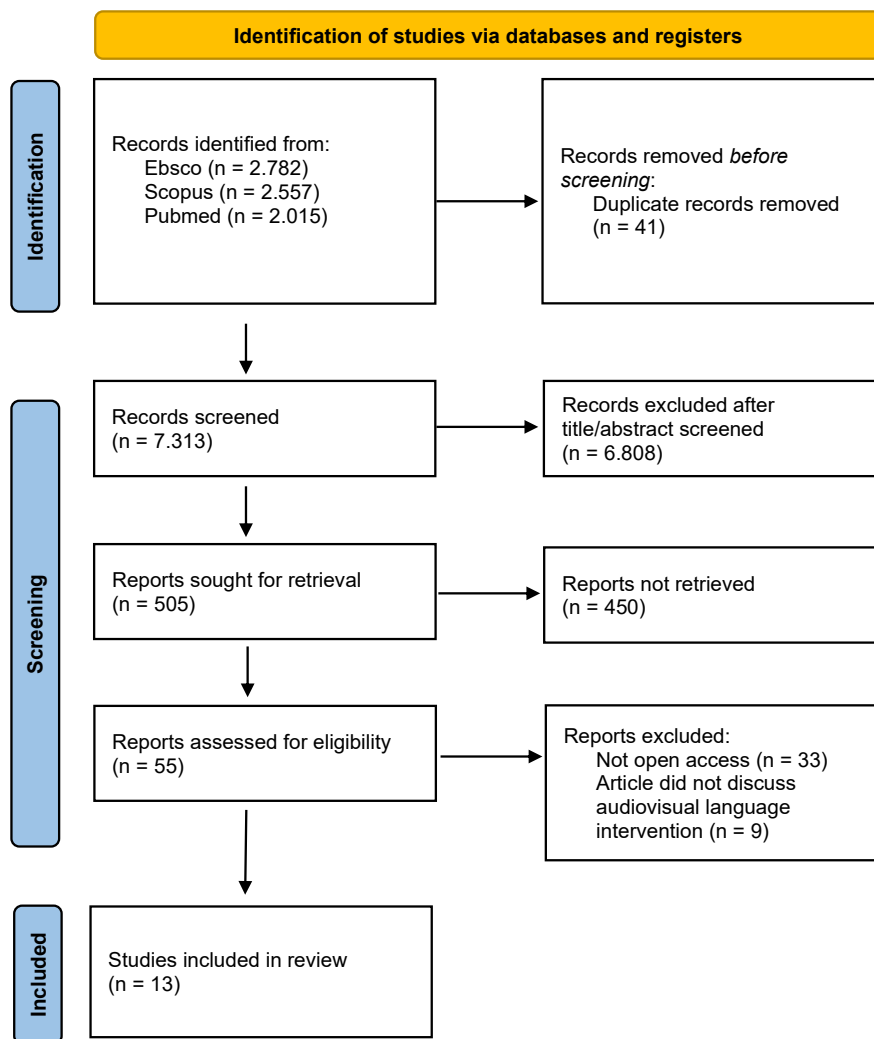 Identification of studies via databases and registers
Identification
Records identified from:
Ebsco (n = 2.782)
Scopus (n = 2.557)
Pubmed (n = 2.015)
Records removed before
screening:
Duplicate records removed
(n = 41)
Screening
Records screened
(n = 7.313)
Records excluded after
title/abstract screened
(n = 6.808)
Reports sought for retrieval
(n = 505)
Reports not retrieved
(n = 450)
Reports assessed for eligibility
(n = 55)
Reports excluded:
Not open access (n = 33)
Article did not discuss
audiovisual language
intervention (n = 9)
Included
Studies included in review
(n = 13)